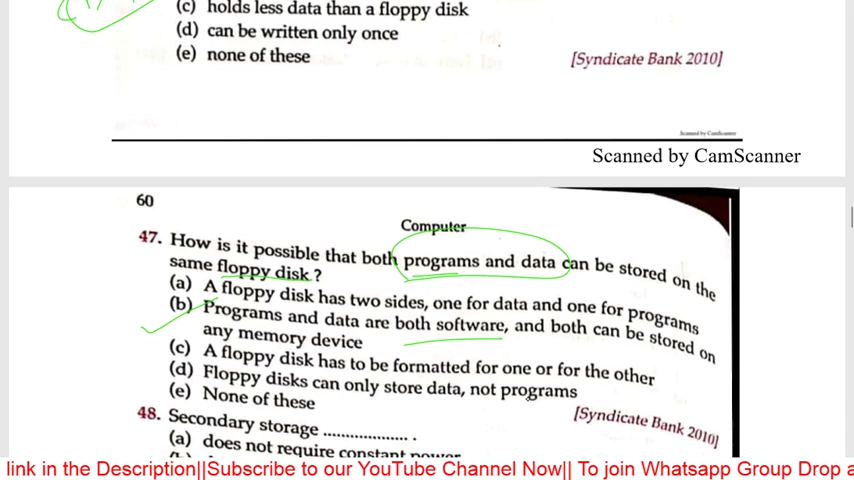 (c) holds less data than a floppy disk
(d) can be written only once
(e) none of these
[Syndicate Bank 2010]
Scanned by CamScanner
Scanned by CamScanner
60
Computer
47. How is it possible that both programs and data can be stored on the
same floppy disk?
(a) A floppy disk has two sides, one for data and one for programs
(b) Programs and data are both software, and both can be stored on
any memory device
(c) A floppy disk has to be formatted for one or for the other
(d) Floppy disks can only store data, not programs
(e) None of these
[Syndicate Bank 2010]
48. Secondary storage ................... .
(a) does not require constant power
link in the Description||Subscribe to our YouTube Channel Now|| To join Whatsapp Group Drop a